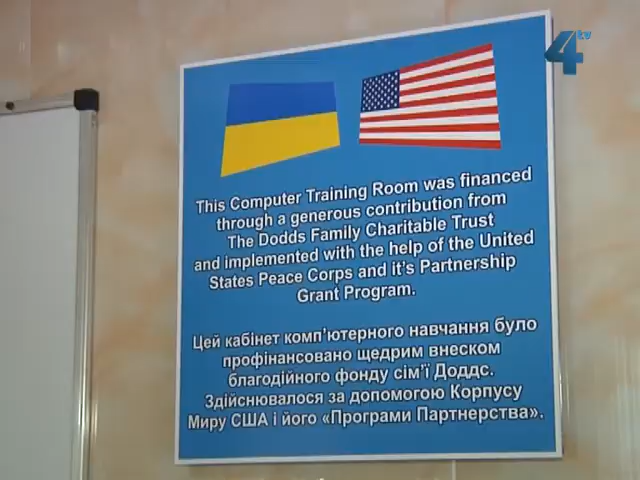 4 tv
This Computer Training Room was financed
through a generous contribution from
The Dodds Family Charitable Trust
and implemented with the help of the United
States Peace Corps and it's Partnership
Grant Program.
Цей кабінет комп'ютерного навчання було
профінансовано щедрим внеском
благодійного фонду сім'ї Доддс.
Здійснювалося за допомогою Корпусу
Миру США і його «Програми Партнерства».